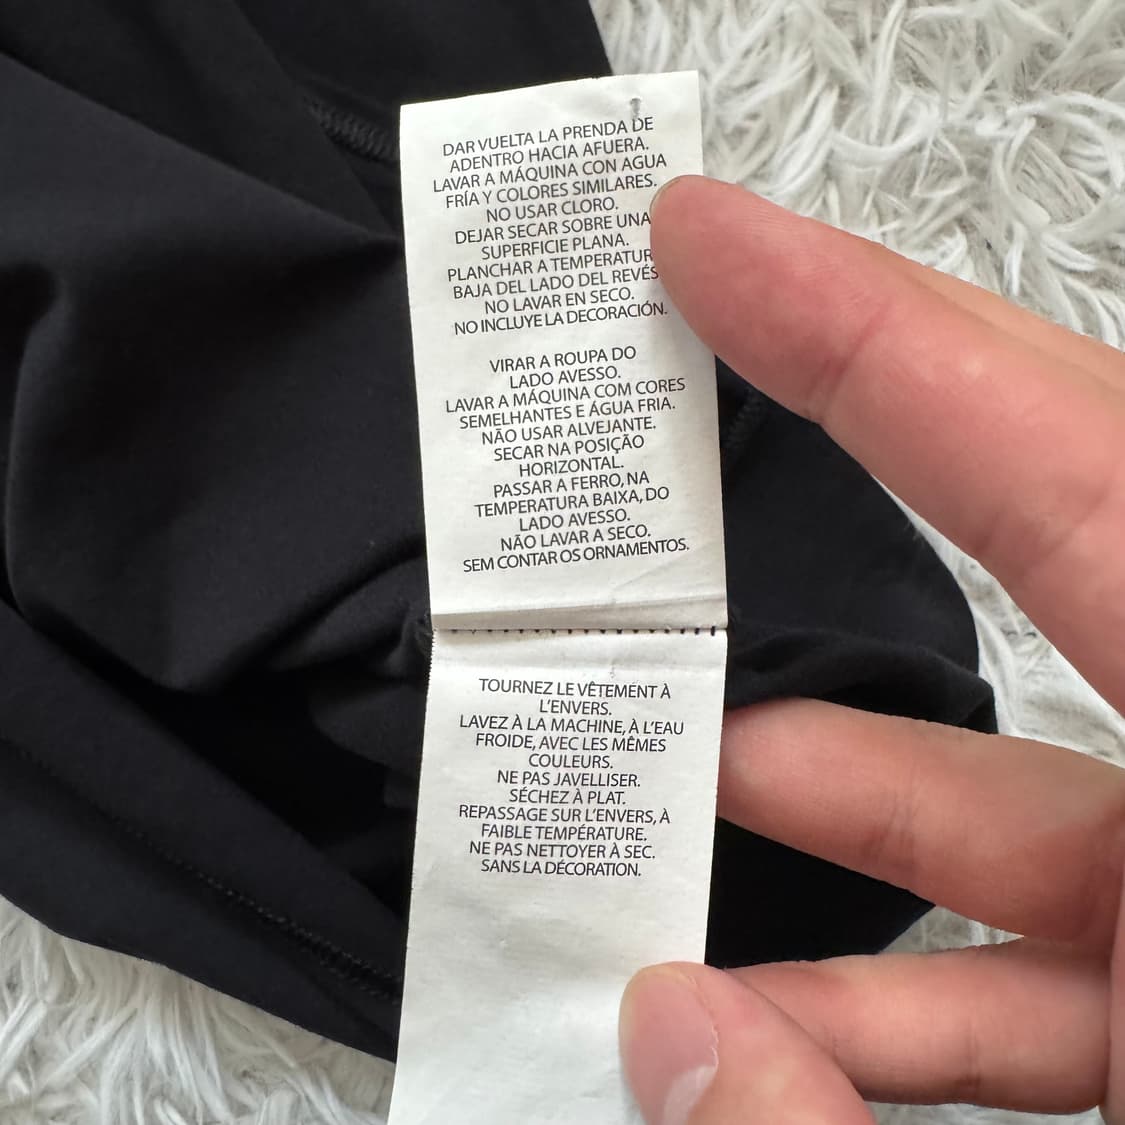 DAR VUELTA LA PRENDA DE
ADENTRO HACIA AFUERA.
LAVAR A MÁQUINA CON AGUA
FRÍA Y COLORES SIMILARES.
NO USAR CLORO.
DEJAR SECAR SOBRE UNA
SUPERFICIE PLANA.
PLANCHAR A TEMPERATUR
BAJA DEL LADO DEL REVÉS
NO LAVAR EN SECO.
NO INCLUYE LA DECORACIÓN.
VIRAR A ROUPA DO
LADO AVESSO.
LAVAR A MÁQUINA COM CORES
SEMELHANTES E ÁGUA FRIA.
NÃO USAR ALVEJANTE.
SECAR NA POSIÇÃO
HORIZONTAL.
PASSAR A FERRO, NA
TEMPERATURA BAIXA, DO
LADO AVESSO.
NÃO LAVAR A SECO.
SEM CONTAR OS ORNAMENTOS.
TOURNEZ LE VÊTEMENT À
L'ENVERS.
LAVEZ À LA MACHINE, À L'EAU
FROIDE, AVEC LES MÊMES
COULEURS.
NE PAS JAVELLISER.
SÉCHEZ À PLAT.
REPASSAGE SUR L'ENVERS, À
FAIBLE TEMPÉRATURE.
NE PAS NETTOYER À SEC.
SANS LA DÉCORATION.